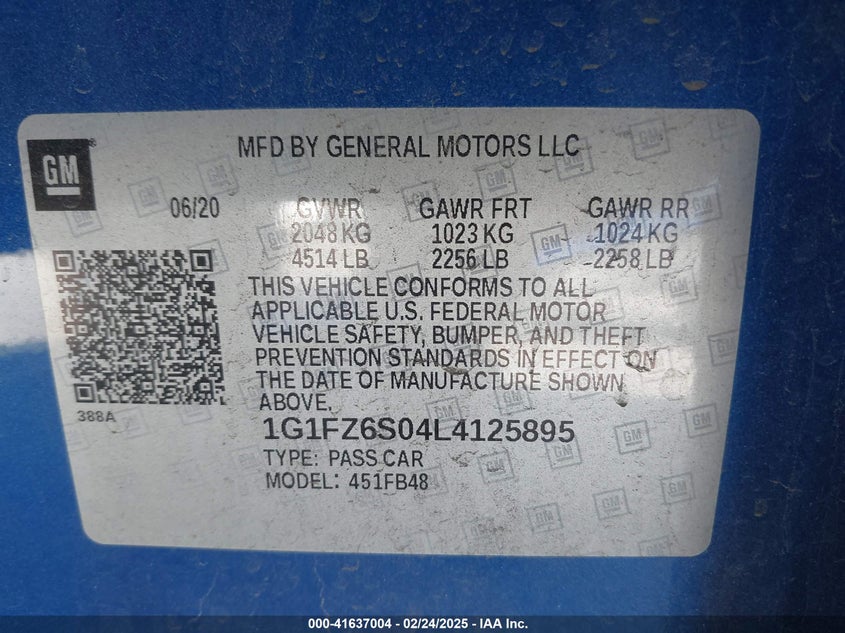 GM
MFD BY GENERAL MOTORS LLC
06/20 GVWR GAWR FRT GAWR RR
2048 KG 1023 KG 1024 KG
4514 LB 2256 LB 2258 LB
THIS VEHICLE CONFORMS TO ALL
APPLICABLE U.S. FEDERAL MOTOR
VEHICLE SAFETY, BUMPER, AND THEFT
PREVENTION STANDARDS IN EFFECT ON
THE DATE OF MANUFACTURE SHOWN
ABOVE.
388A
1G1FZ6S04L4125895
TYPE: PASS CAR
MODEL: 451FB48
000-41637004 - 02/24/2025 - IAA Inc.